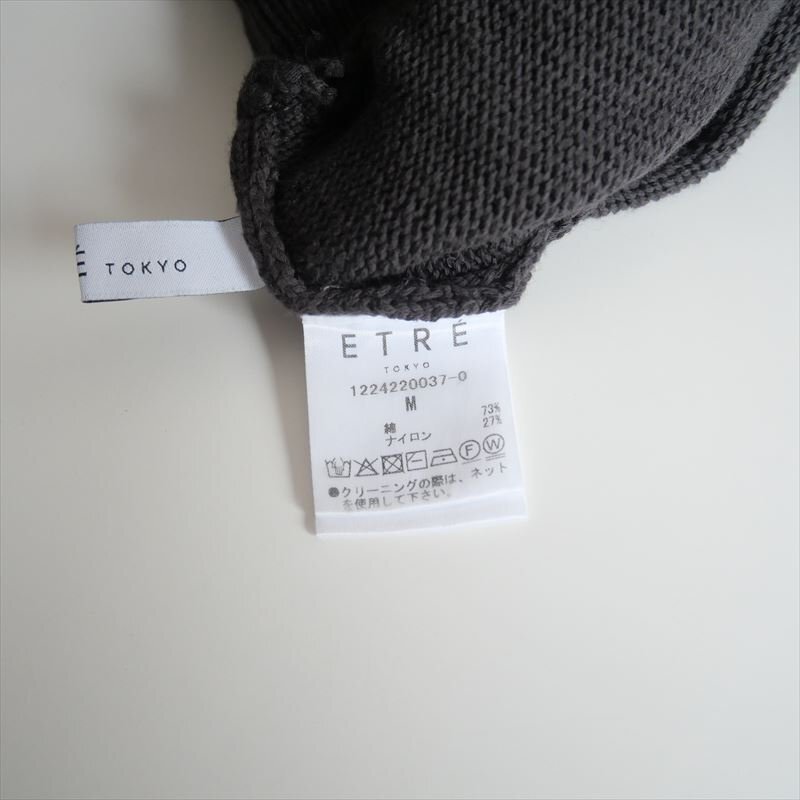 TOKYO
ETRÉ
TOKYO
1224220037-0
M
綿 73%
ナイロン 27%
F W
●クリーニングの際は、ネット
を使用して下さい。